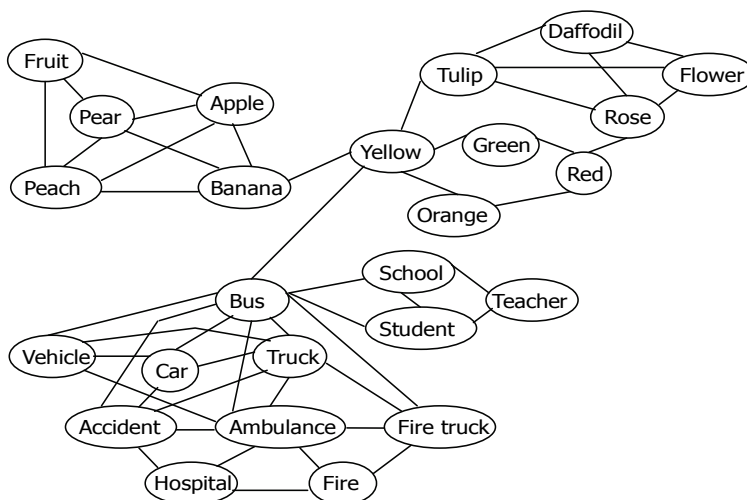 Daffodil
Fruit
Tulip
Flower
Apple
Pear
Rose
Yellow
Green
Red
Peach
Banana
Orange
School
Bus
Teacher
Student
Vehicle
Truck
Car
Accident
Ambulance
Fire truck
Hospital
Fire